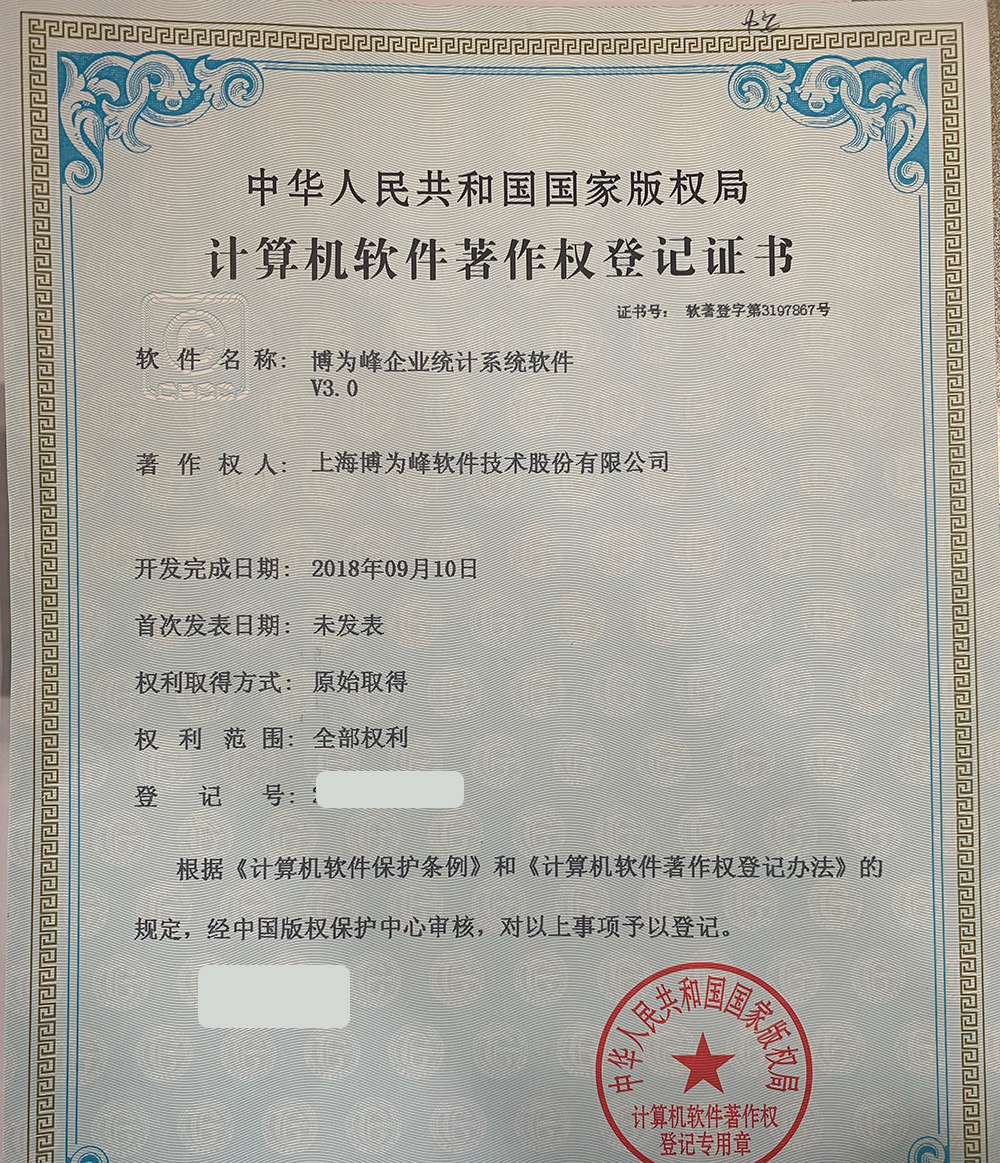 中华人民共和国国家版权局
计算机软件著作权登记证书
证书号： 软著登字第3197867号
软件名称： 博为峰企业统计系统软件
V3.0
著作权人： 上海博为峰软件技术股份有限公司
开发完成日期： 2018年09月10日
首次发表日期： 未发表
权利取得方式： 原始取得
权利范围： 全部权利
登记号：
根据《计算机软件保护条例》和《计算机软件著作权登记办法》的
规定，经中国版权保护中心审核，对以上事项予以登记。
中华人民共和国国家版权局
计算机软件著作权
登记专用章